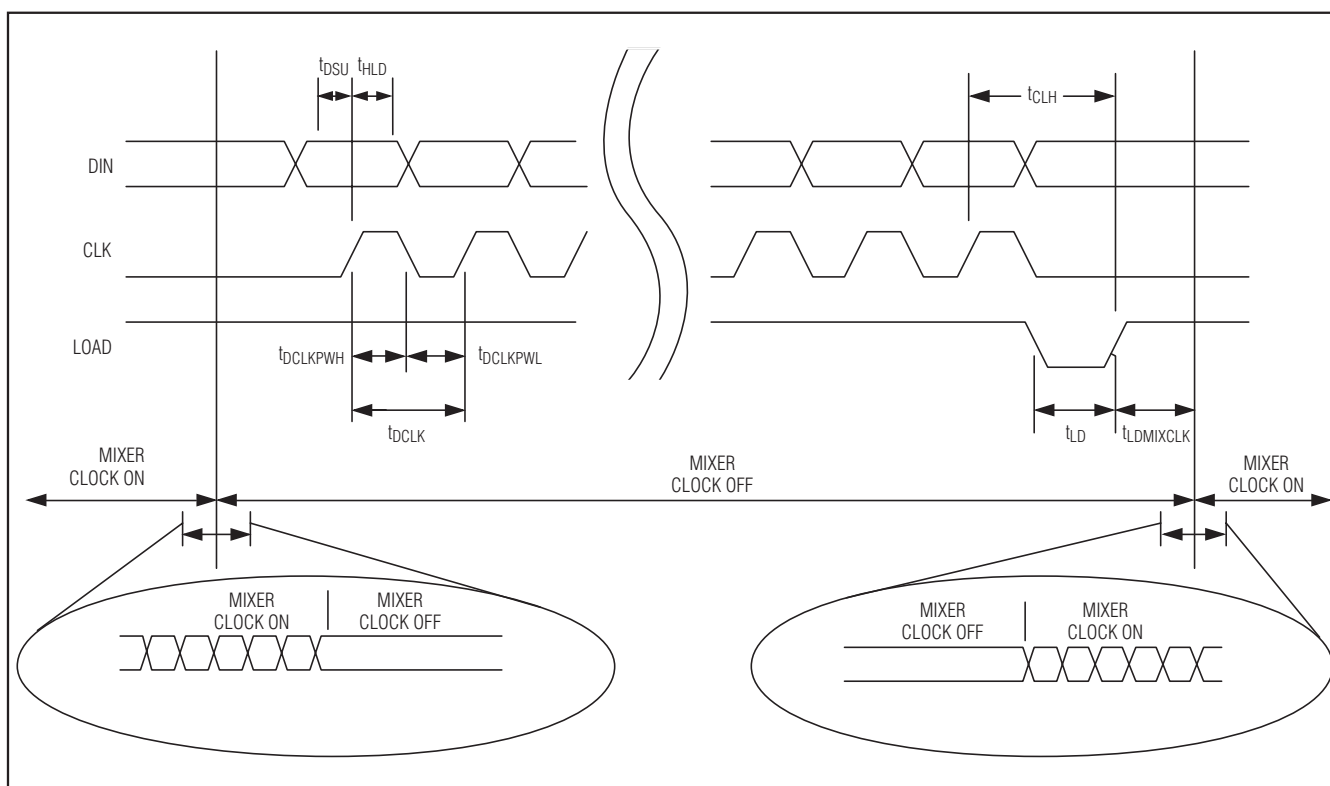 tDSU tHLD
tCLH
DIN
CLK
LOAD
tDCLKPWH tDCLKPWL
tDCLK
tLD tLDMIXCLK
MIXER
CLOCK ON
MIXER
CLOCK OFF
MIXER
CLOCK ON
MIXER
CLOCK ON
MIXER
CLOCK OFF
MIXER
CLOCK OFF
MIXER
CLOCK ON